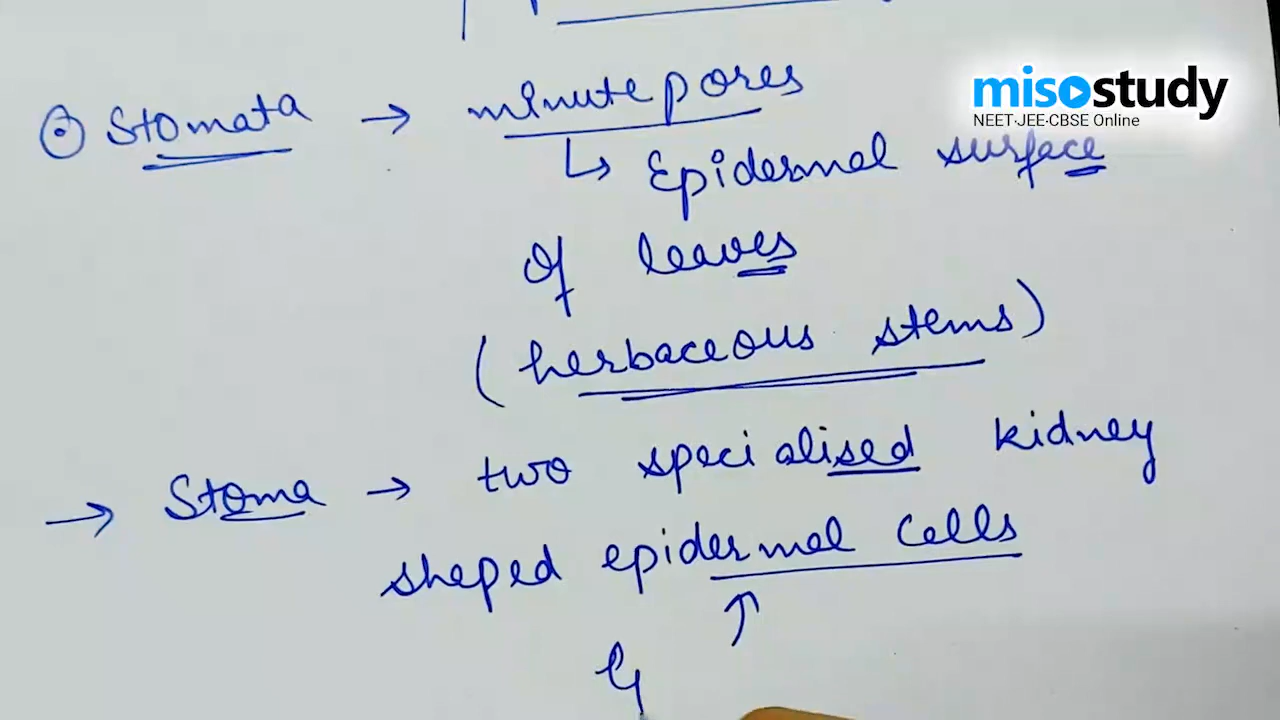 misostudy
NEET·JEE·CBSE Online
⊙ Stomata → minute pores
↳ Epidermal surface
of leaves
(herbaceous stems)
→ Stoma → two specialised kidney
shaped epidermal cells
↑
G